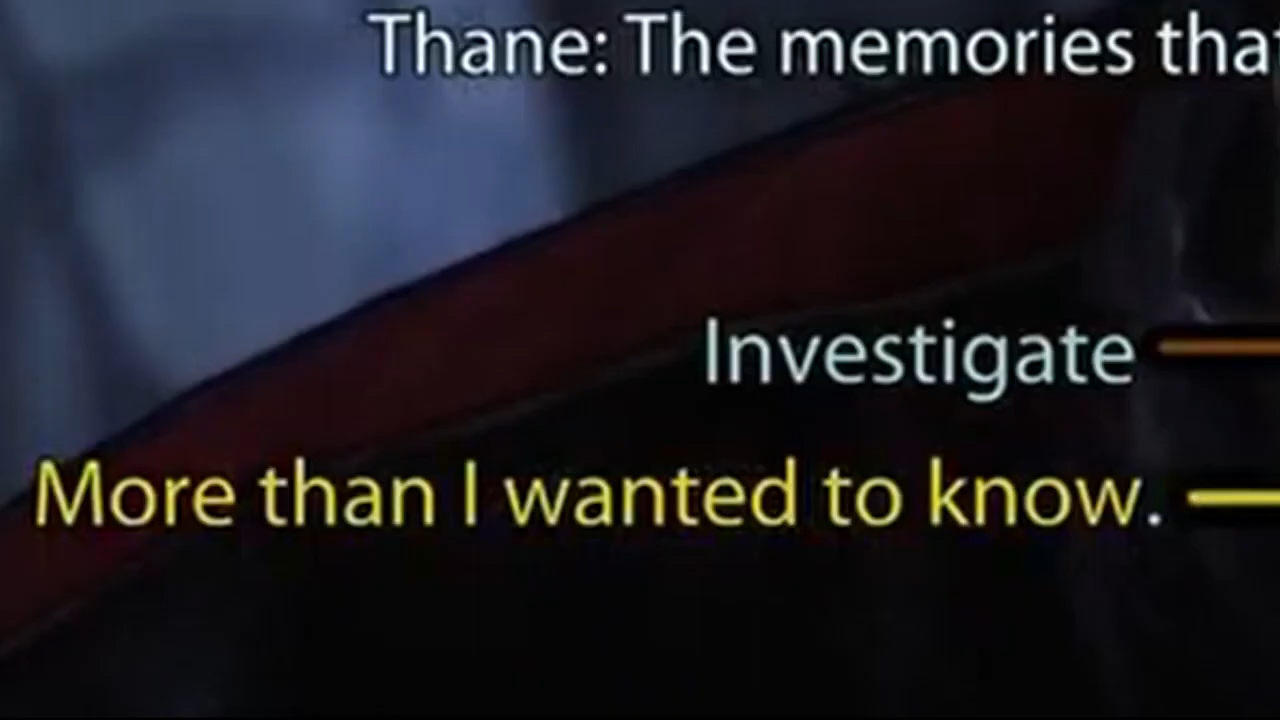 Thane: The memories that
Investigate
More than I wanted to know.